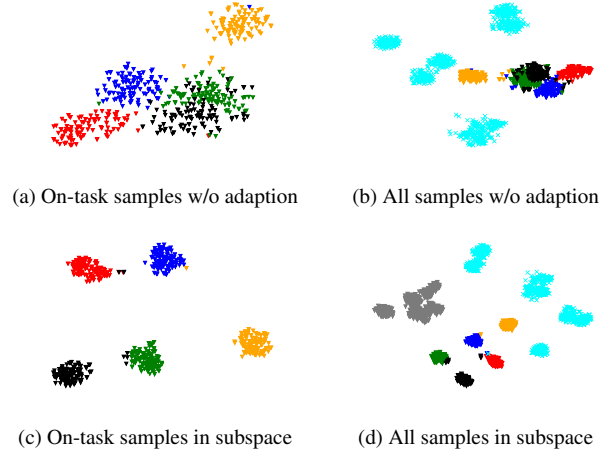 (a) On-task samples w/o adaption
(b) All samples w/o adaption
(c) On-task samples in subspace
(d) All samples in subspace